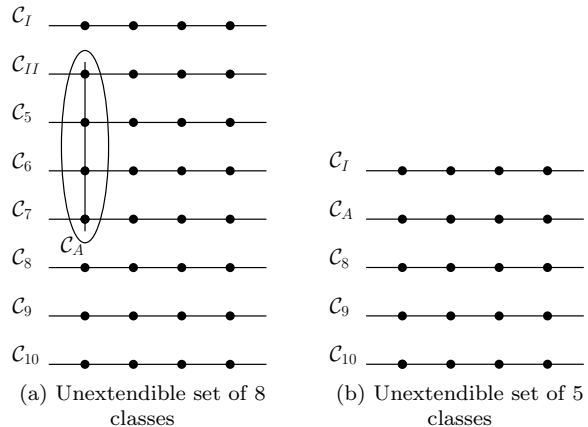 C_I
C_II
C_5
C_6
C_7
C_A
C_8
C_9
C_10
(a) Unextendible set of 8
classes
C_I
C_A
C_8
C_9
C_10
(b) Unextendible set of 5
classes